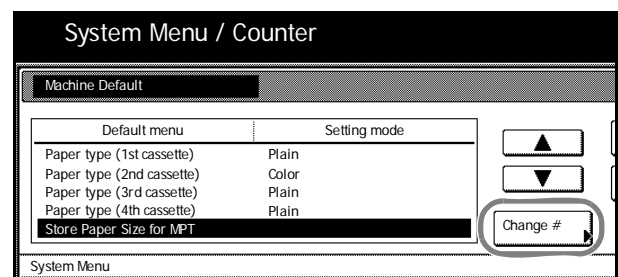 System Menu / Counter
Machine Default
Default menu Setting mode
Paper type (1st cassette) Plain
Paper type (2nd cassette) Color
Paper type (3rd cassette) Plain
Paper type (4th cassette) Plain
Store Paper Size for MPT
Change #
System Menu